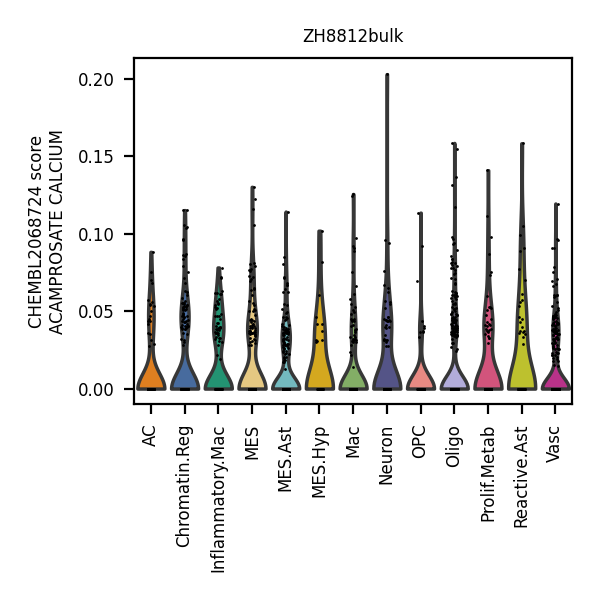 ZH8812bulk
CHEMBL2068724 score
ACAMPROSATE CALCIUM
0.20
0.15
0.10
0.05
0.00
AC
Chromatin.Reg
Inflammatory.Mac
MES
MES.Ast
MES.Hyp
Mac
Neuron
OPC
Oligo
Prolif.Metab
Reactive.Ast
Vasc